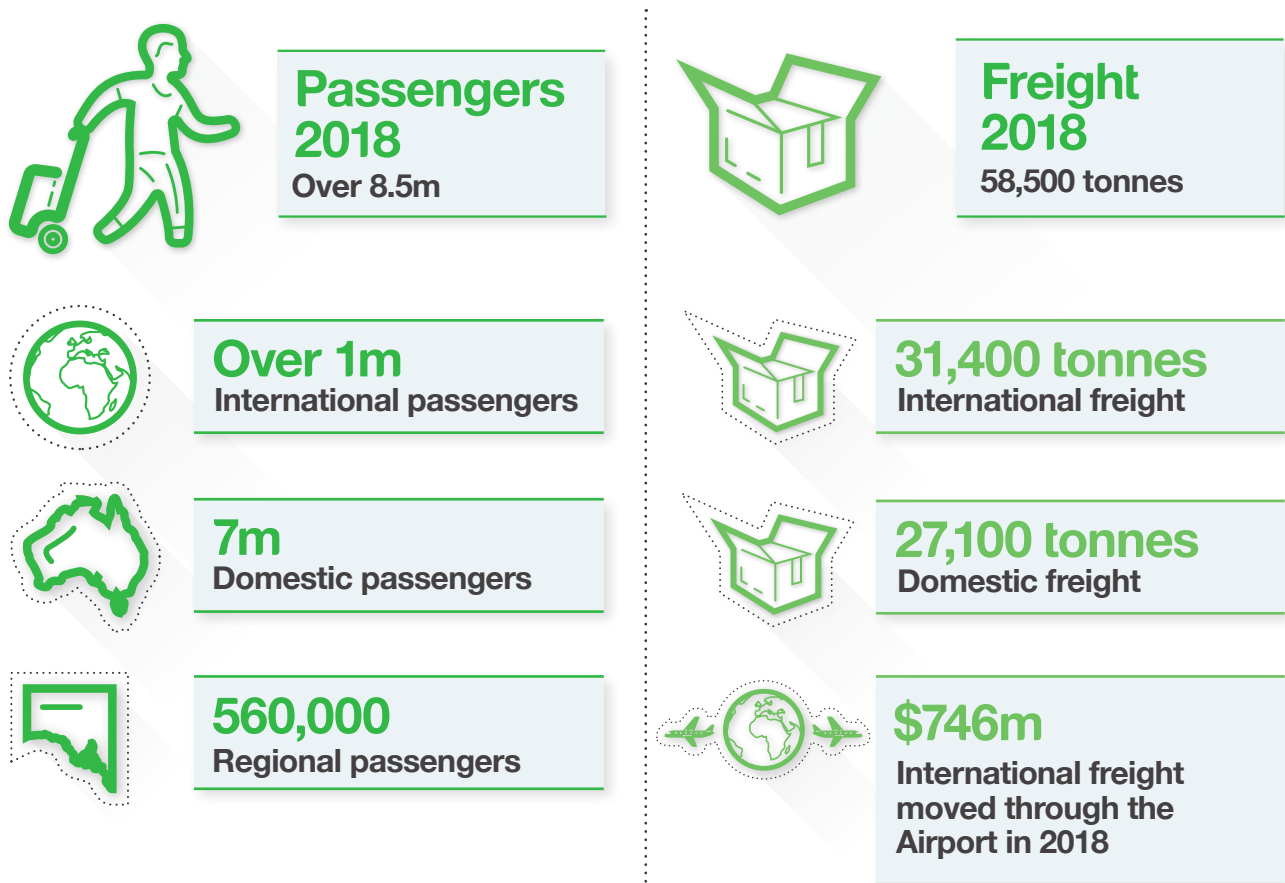 Passengers
2018
Over 8.5m
Over 1m
International passengers
7m
Domestic passengers
560,000
Regional passengers
Freight
2018
58,500 tonnes
31,400 tonnes
International freight
27,100 tonnes
Domestic freight
$746m
International freight
moved through the
Airport in 2018